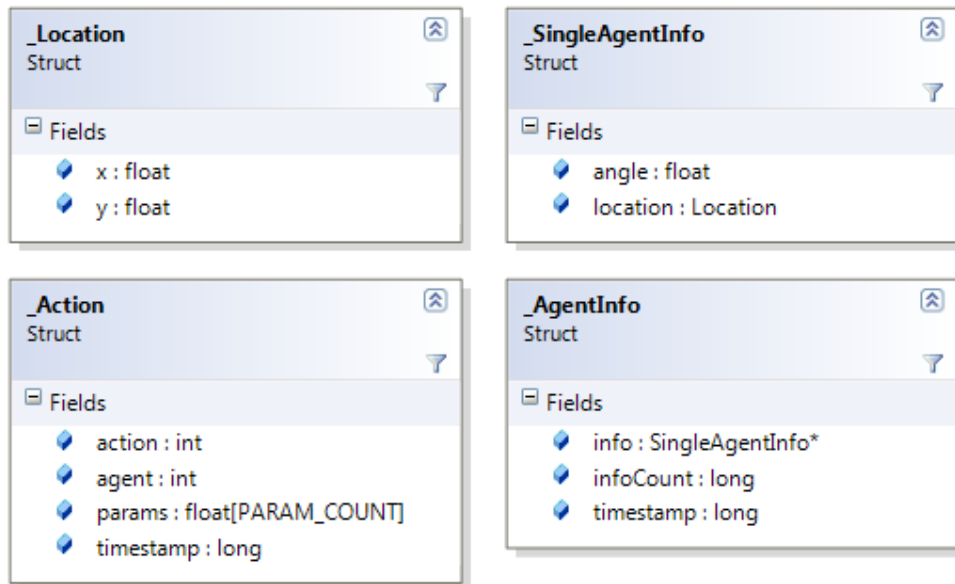 _Location
Struct
Fields
x : float
y : float
_SingleAgentInfo
Struct
Fields
angle : float
location : Location
_Action
Struct
Fields
action : int
agent : int
params : float[PARAM_COUNT]
timestamp : long
_AgentInfo
Struct
Fields
info : SingleAgentInfo*
infoCount : long
timestamp : long